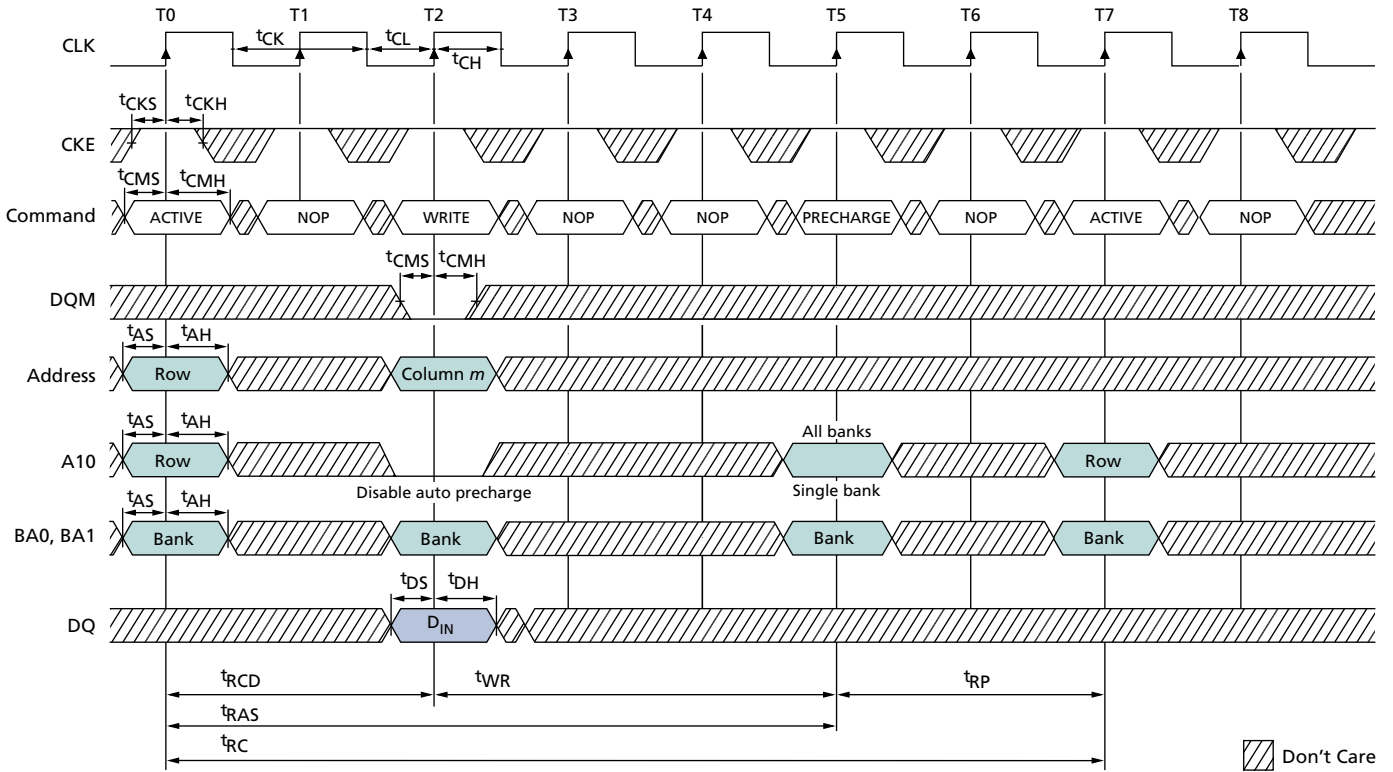 T0 T1 T2 T3 T4 T5 T6 T7 T8
CLK
tCK tCL
tCH
tCKS tCKH
CKE
tCMS tCMH
Command ACTIVE NOP WRITE NOP NOP PRECHARGE NOP ACTIVE NOP
tCMS tCMH
DQM
tAS tAH
Address Row Column m
tAS tAH
All banks
A10 Row Row
Disable auto precharge Single bank
tAS tAH
BA0, BA1 Bank Bank Bank Bank
tDS tDH
DQ DIN
tRCD tWR tRP
tRAS
tRC
Don't Care